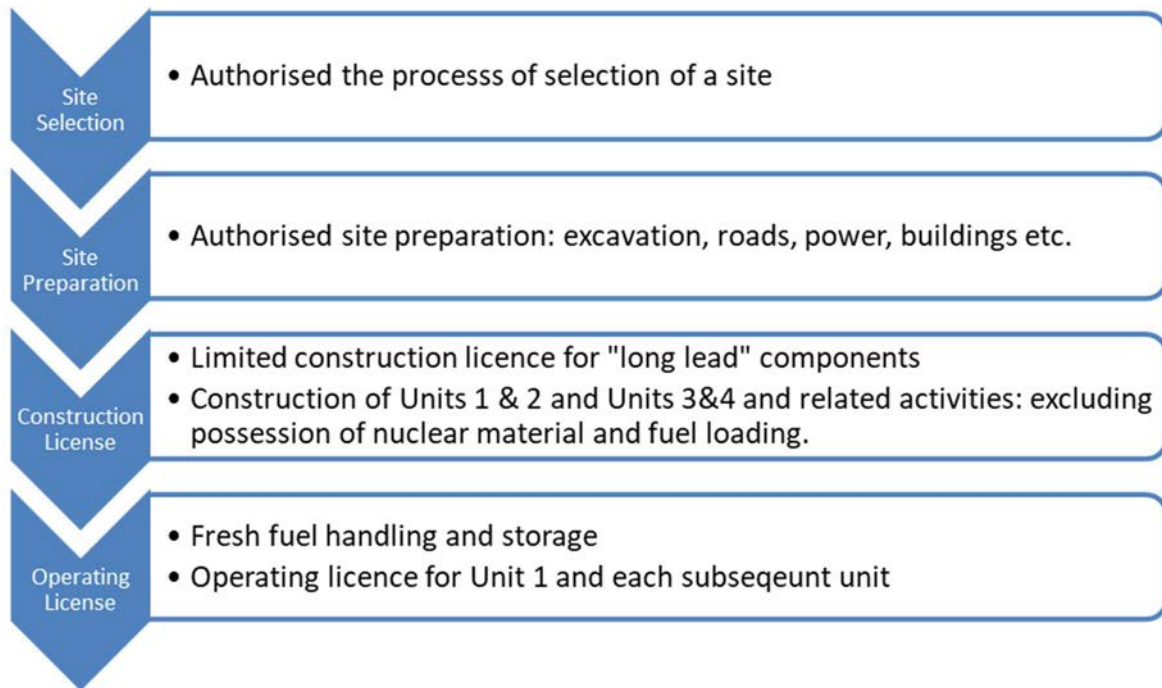 Site
Selection
• Authorised the processs of selection of a site
Site
Preparation
• Authorised site preparation: excavation, roads, power, buildings etc.
Construction
License
• Limited construction licence for "long lead" components
• Construction of Units 1 & 2 and Units 3&4 and related activities: excluding
possession of nuclear material and fuel loading.
Operating
License
• Fresh fuel handling and storage
• Operating licence for Unit 1 and each subseqeunt unit